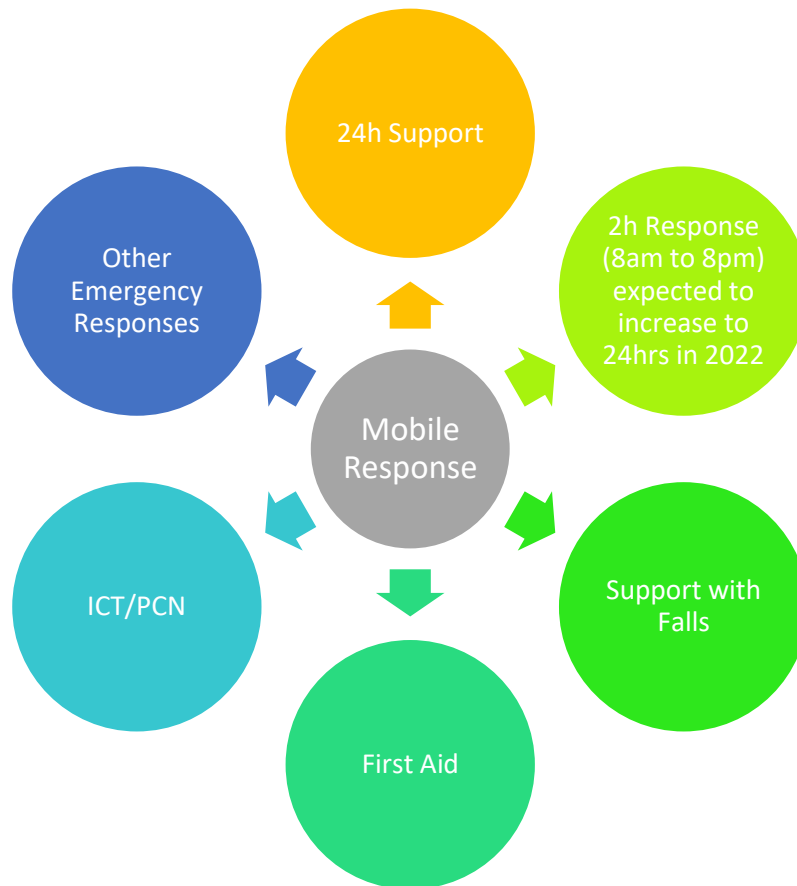 24h Support
2h Response
(8am to 8pm)
expected to
increase to
24hrs in 2022
Other
Emergency
Responses
Mobile
Response
ICT/PCN
Support with
Falls
First Aid